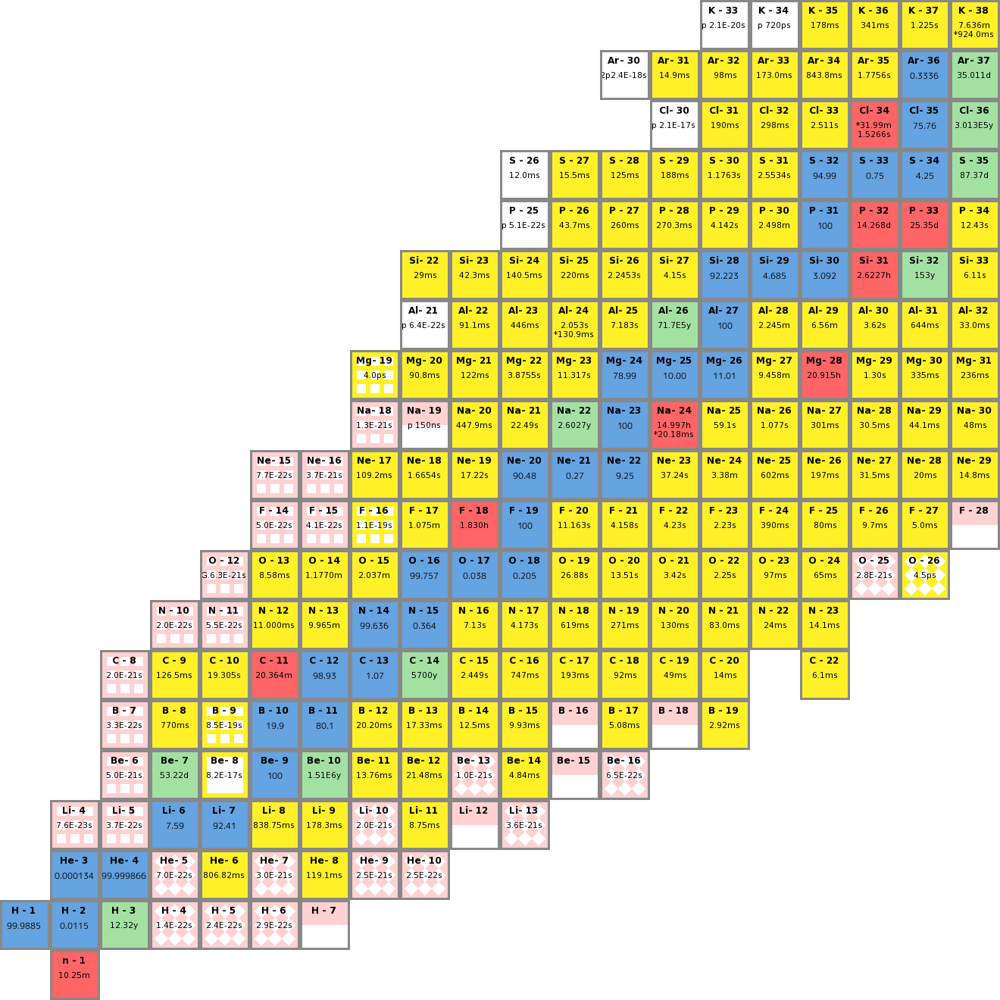 K - 33 K - 34 K - 35 K - 36 K - 37 K - 38
p 2.1E-20s p 720ps 178ms 341ms 1.225s 7.636m
*924.0ms
Ar- 30 Ar- 31 Ar- 32 Ar- 33 Ar- 34 Ar- 35 Ar- 36 Ar- 37
2p2.4E-18s 14.9ms 98ms 173.0ms 843.8ms 1.7756s 0.3336 35.011d
Cl- 30 Cl- 31 Cl- 32 Cl- 33 Cl- 34 Cl- 35 Cl- 36
p 2.1E-17s 190ms 298ms 2.511s *31.99m 75.76 3.013E5y
1.5266s
S - 26 S - 27 S - 28 S - 29 S - 30 S - 31 S - 32 S - 33 S - 34 S - 35
12.0ms 15.5ms 125ms 188ms 1.1763s 2.5534s 94.99 0.75 4.25 87.37d
P - 25 P - 26 P - 27 P - 28 P - 29 P - 30 P - 31 P - 32 P - 33 P - 34
p 5.1E-22s 43.7ms 260ms 270.3ms 4.142s 2.498m 100 14.268d 25.35d 12.43s
Si- 22 Si- 23 Si- 24 Si- 25 Si- 26 Si- 27 Si- 28 Si- 29 Si- 30 Si- 31 Si- 32 Si- 33
29ms 42.3ms 140.5ms 220ms 2.2453s 4.15s 92.223 4.685 3.092 2.6227h 153y 6.11s
Al- 21 Al- 22 Al- 23 Al- 24 Al- 25 Al- 26 Al- 27 Al- 28 Al- 29 Al- 30 Al- 31 Al- 32
p 6.4E-22s 91.1ms 446ms 2.053s 7.183s 71.7E5y 100 2.245m 6.56m 3.62s 644ms 33.0ms
*130.9ms
Mg- 19 Mg- 20 Mg- 21 Mg- 22 Mg- 23 Mg- 24 Mg- 25 Mg- 26 Mg- 27 Mg- 28 Mg- 29 Mg- 30 Mg- 31
4.0ps 90.8ms 122ms 3.8755s 11.317s 78.99 10.00 11.01 9.458m 20.915h 1.30s 335ms 236ms
Na- 18 Na- 19 Na- 20 Na- 21 Na- 22 Na- 23 Na- 24 Na- 25 Na- 26 Na- 27 Na- 28 Na- 29 Na- 30
1.3E-21s p 150ns 447.9ms 22.49s 2.6027y 100 14.997h 59.1s 1.077s 301ms 30.5ms 44.1ms 48ms
*20.18ms
Ne- 15 Ne- 16 Ne- 17 Ne- 18 Ne- 19 Ne- 20 Ne- 21 Ne- 22 Ne- 23 Ne- 24 Ne- 25 Ne- 26 Ne- 27 Ne- 28 Ne- 29
7.7E-22s 3.7E-21s 109.2ms 1.6654s 17.22s 90.48 0.27 9.25 37.24s 3.38m 602ms 197ms 31.5ms 20ms 14.8ms
F - 14 F - 15 F - 16 F - 17 F - 18 F - 19 F - 20 F - 21 F - 22 F - 23 F - 24 F - 25 F - 26 F - 27 F - 28
5.0E-22s 4.1E-22s 1.1E-19s 1.075m 1.830h 100 11.163s 4.158s 4.23s 2.23s 390ms 80ms 9.7ms 5.0ms
O - 12 O - 13 O - 14 O - 15 O - 16 O - 17 O - 18 O - 19 O - 20 O - 21 O - 22 O - 23 O - 24 O - 25 O - 26
G.6.3E-21s 8.58ms 1.1770m 2.037m 99.757 0.038 0.205 26.88s 13.51s 3.42s 2.25s 97ms 65ms 2.8E-21s 4.5ps
N - 10 N - 11 N - 12 N - 13 N - 14 N - 15 N - 16 N - 17 N - 18 N - 19 N - 20 N - 21 N - 22 N - 23
2.0E-22s 5.5E-22s 11.000ms 9.965m 99.636 0.364 7.13s 4.173s 619ms 271ms 130ms 83.0ms 24ms 14.1ms
C - 8 C - 9 C - 10 C - 11 C - 12 C - 13 C - 14 C - 15 C - 16 C - 17 C - 18 C - 19 C - 20 C - 22
2.0E-21s 126.5ms 19.305s 20.364m 98.93 1.07 5700y 2.449s 747ms 193ms 92ms 49ms 14ms 6.1ms
B - 7 B - 8 B - 9 B - 10 B - 11 B - 12 B - 13 B - 14 B - 15 B - 16 B - 17 B - 18 B - 19
3.3E-22s 770ms 8.5E-19s 19.9 80.1 20.20ms 17.33ms 12.5ms 9.93ms 5.08ms 2.92ms
Be- 6 Be- 7 Be- 8 Be- 9 Be- 10 Be- 11 Be- 12 Be- 13 Be- 14 Be- 15 Be- 16
5.0E-21s 53.22d 8.2E-17s 100 1.51E6y 13.76ms 21.48ms 1.0E-21s 4.84ms 6.5E-22s
Li- 4 Li- 5 Li- 6 Li- 7 Li- 8 Li- 9 Li- 10 Li- 11 Li- 12 Li- 13
7.6E-23s 3.7E-22s 7.59 92.41 838.75ms 178.3ms 2.0E-21s 8.75ms 3.6E-21s
He- 3 He- 4 He- 5 He- 6 He- 7 He- 8 He- 9 He- 10
0.000134 99.999866 7.0E-22s 806.82ms 3.0E-21s 119.1ms 2.5E-21s 2.5E-22s
H - 1 H - 2 H - 3 H - 4 H - 5 H - 6 H - 7
99.9885 0.0115 12.32y 1.4E-22s 2.4E-22s 2.9E-22s
n - 1
10.25m